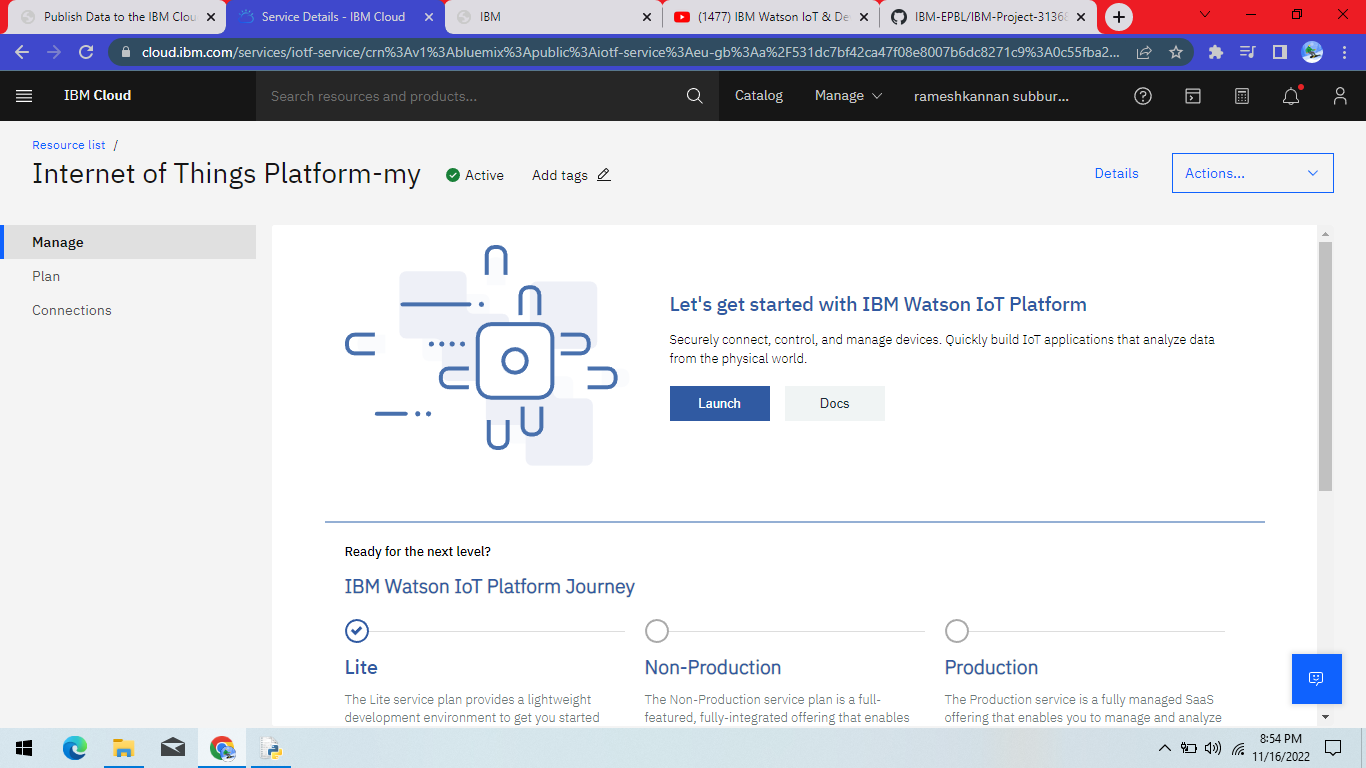 Publish Data to the IBM Clou
Service Details - IBM Cloud
IBM
(1477) IBM Watson IoT & De
IBM-EPBL/IBM-Project-31368
cloud.ibm.com/services/iotf-service/crn%3Av1%3Abluemix%3Apublic%3Aiotf-service%3Aeu-gb%3Aa%2F531dc7bf42ca47f08e8007b6dc8271c9%3A0c55fba2...
IBM Cloud
Search resources and products...
Catalog
Manage
rameshkannan subbur...
Resource list /
Internet of Things Platform-my
Active
Add tags
Details
Actions...
Manage
Plan
Connections
Let's get started with IBM Watson IoT Platform
Securely connect, control, and manage devices. Quickly build IoT applications that analyze data
from the physical world.
Launch
Docs
Ready for the next level?
IBM Watson IoT Platform Journey
Lite
The Lite service plan provides a lightweight
development environment to get you started
Non-Production
The Non-Production service plan is a full-
featured, fully-integrated offering that enables
Production
The Production service is a fully managed SaaS
offering that enables you to manage and analyze
8:54 PM
11/16/2022